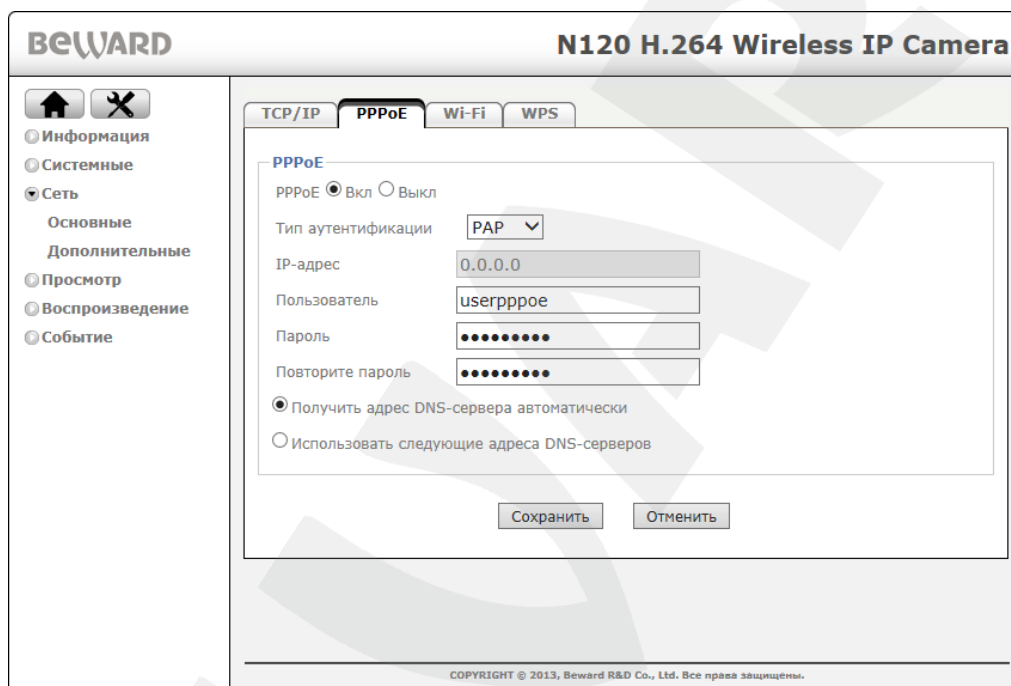 BEWARD
N120 H.264 Wireless IP Camera
Информация
Системные
Сеть
Основные
Дополнительные
Просмотр
Воспроизведение
Событие
TCP/IP PPPoE Wi-Fi WPS
PPPoE
PPPoE Вкл Выкл
Тип аутентификации PAP
IP-адрес 0.0.0.0
Пользователь userpppoe
Пароль •••••••••
Повторите пароль •••••••••
Получить адрес DNS-сервера автоматически
Использовать следующие адреса DNS-серверов
Сохранить Отменить
COPYRIGHT © 2013, Beward R&D Co., Ltd. Все права защищены.